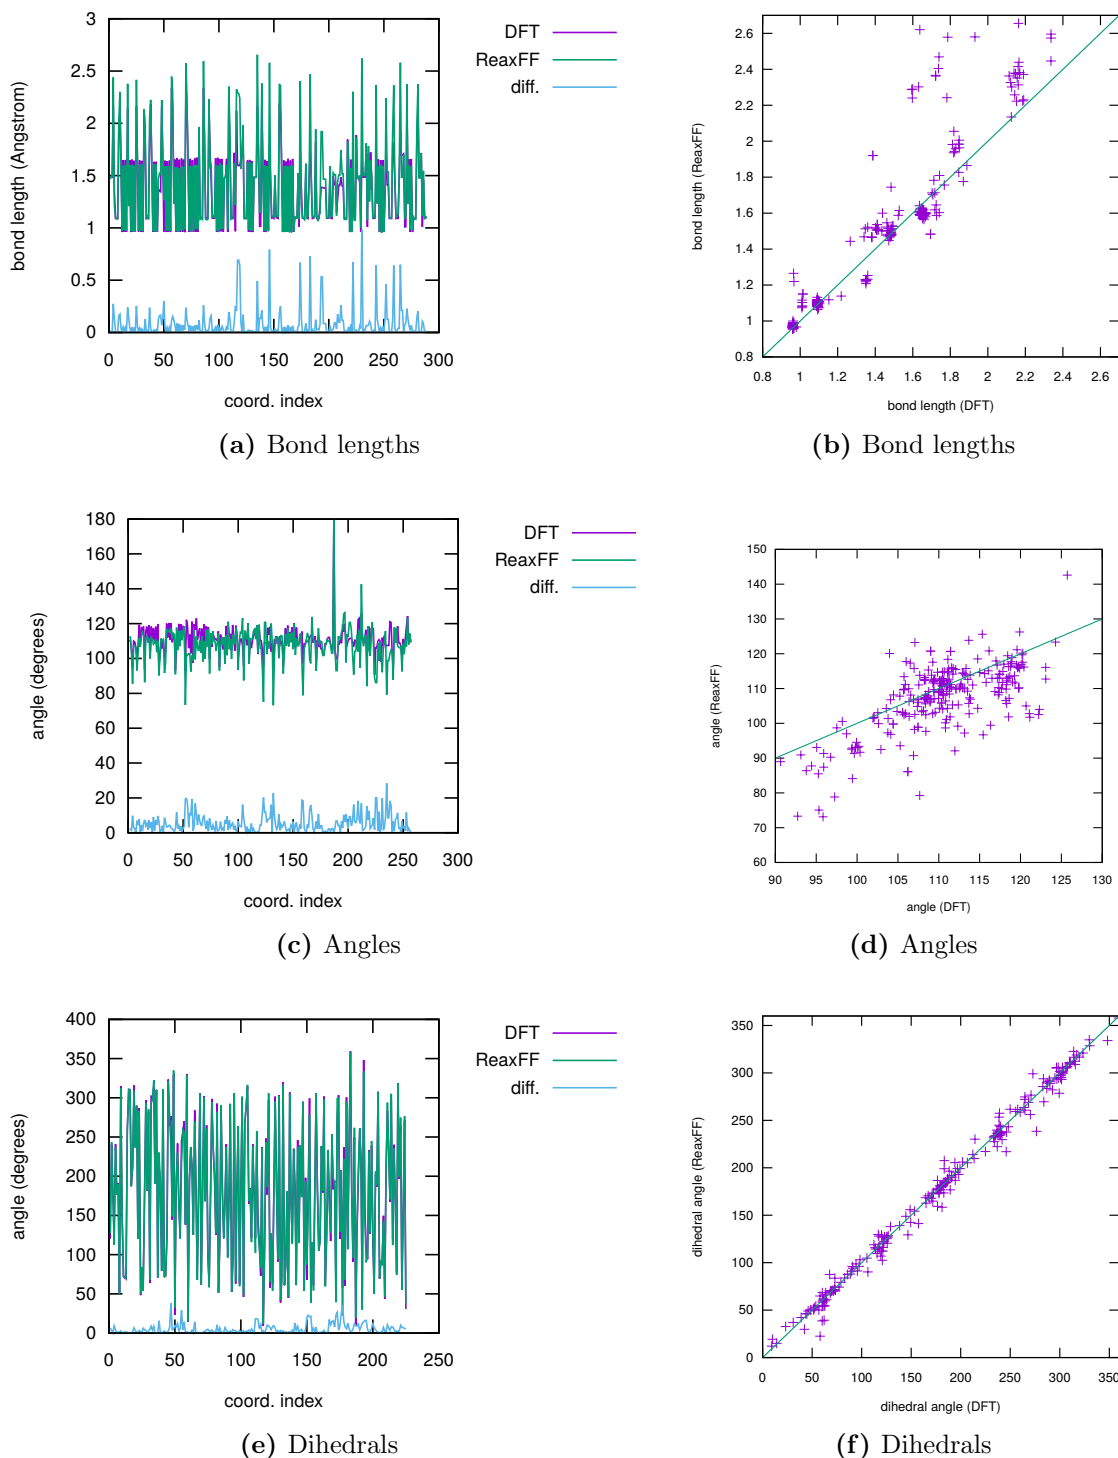 3
2.5
2
1.5
1
0.5
0
0 50 100 150 200 250 300
bond length (Angstrom)
coord. index
DFT
ReaxFF
diff.
(a) Bond lengths
2.6
2.4
2.2
2
1.8
1.6
1.4
1.2
1
0.8
0.8 1 1.2 1.4 1.6 1.8 2 2.2 2.4 2.6
bond length (ReaxFF)
bond length (DFT)
(b) Bond lengths
180
160
140
120
100
80
60
40
20
0
0 50 100 150 200 250 300
angle (degrees)
coord. index
DFT
ReaxFF
diff.
(c) Angles
150
140
130
120
110
100
90
80
70
60
90 95 100 105 110 115 120 125 130
angle (ReaxFF)
angle (DFT)
(d) Angles
400
350
300
250
200
150
100
50
0
0 50 100 150 200 250
angle (degrees)
coord. index
DFT
ReaxFF
diff.
(e) Dihedrals
350
300
250
200
150
100
50
0
0 50 100 150 200 250 300 350
dihedral angle (ReaxFF)
dihedral angle (DFT)
(f) Dihedrals